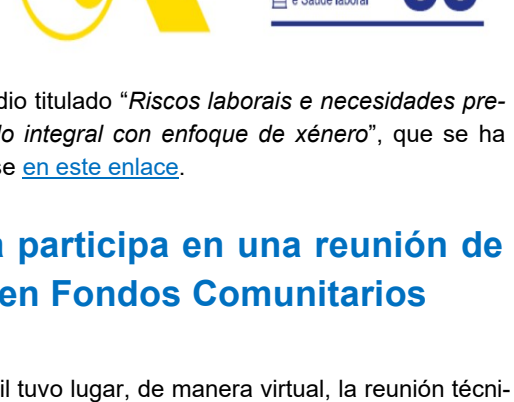 e Saúde laboral
dio titulado “Riscos laborais e necesidades pre-
o integral con enfoque de xénero”, que se ha
se en este enlace.
participa en una reunión de
en Fondos Comunitarios
il tuvo lugar, de manera virtual, la reunión técni-